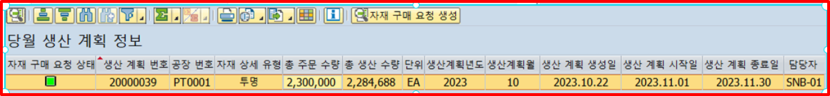 자재 구매 요청 생성
당월 생산 계획 정보
자재 구매 요청 상태 생산 계획 번호 공장 번호 자재 상세 유형 총 주문 수량 총 생산 수량 단위 생산계획년도 생산계획월 생산 계획 생성일 생산 계획 시작일 생산 계획 종료일 담당자
20000039 PT0001 투명 2,300,000 2,284,688 EA 2023 10 2023.10.22 2023.11.01 2023.11.30 SNB-01